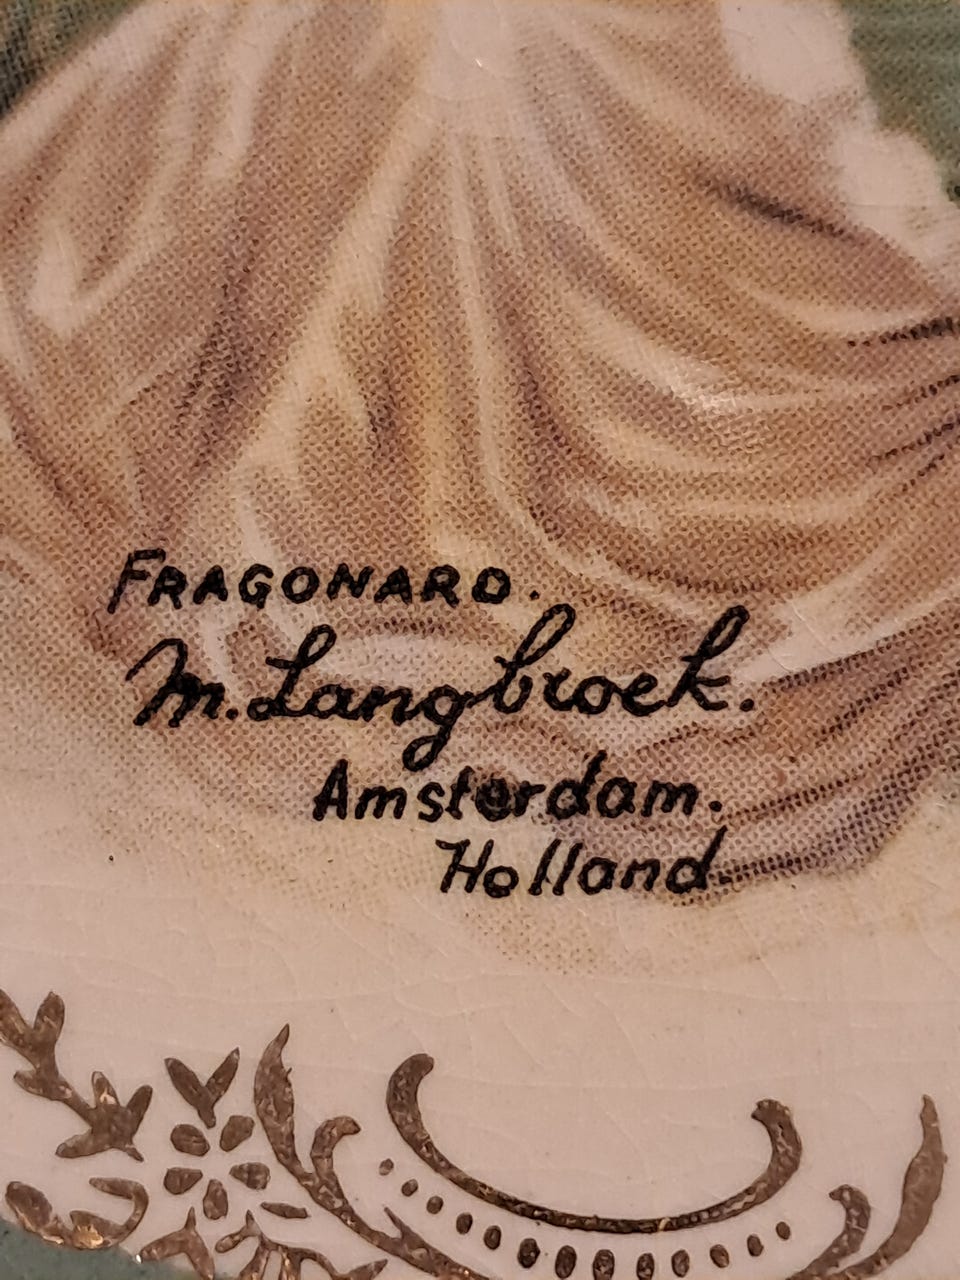 FRAGONARD.
M. Langbroek.
Amsterdam.
Holland.